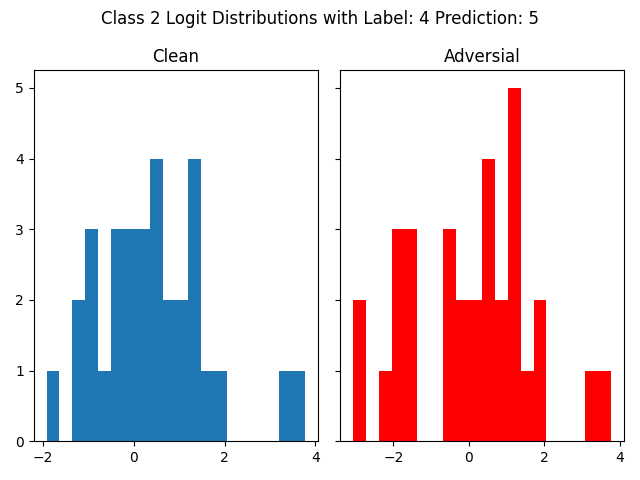 Class 2 Logit Distributions with Label: 4 Prediction: 5
Clean
Adversial
5
4
3
2
1
0
−2 0 2 4
−2 0 2 4